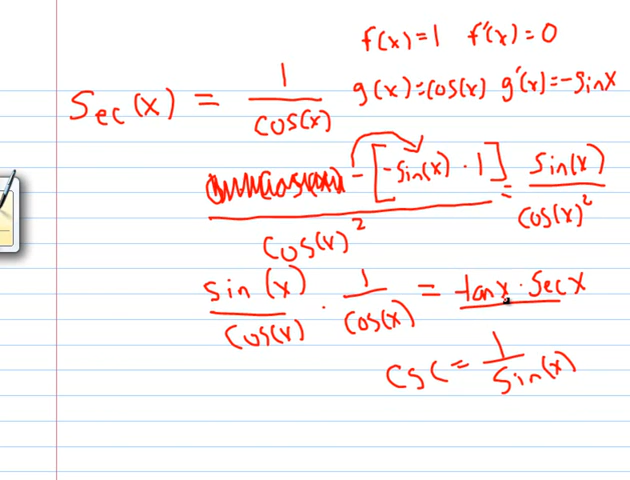 f(x)=1 f'(x)=0
Sec(x) = 1/cos(x) g(x)=cos(x) g'(x)=-sinx
- [-sin(x) · 1] / cos(x)^2 = sin(x)/cos(x)^2
sin(x)/cos(x) · 1/cos(x) = tanx · secx
csc = 1/sin(x)